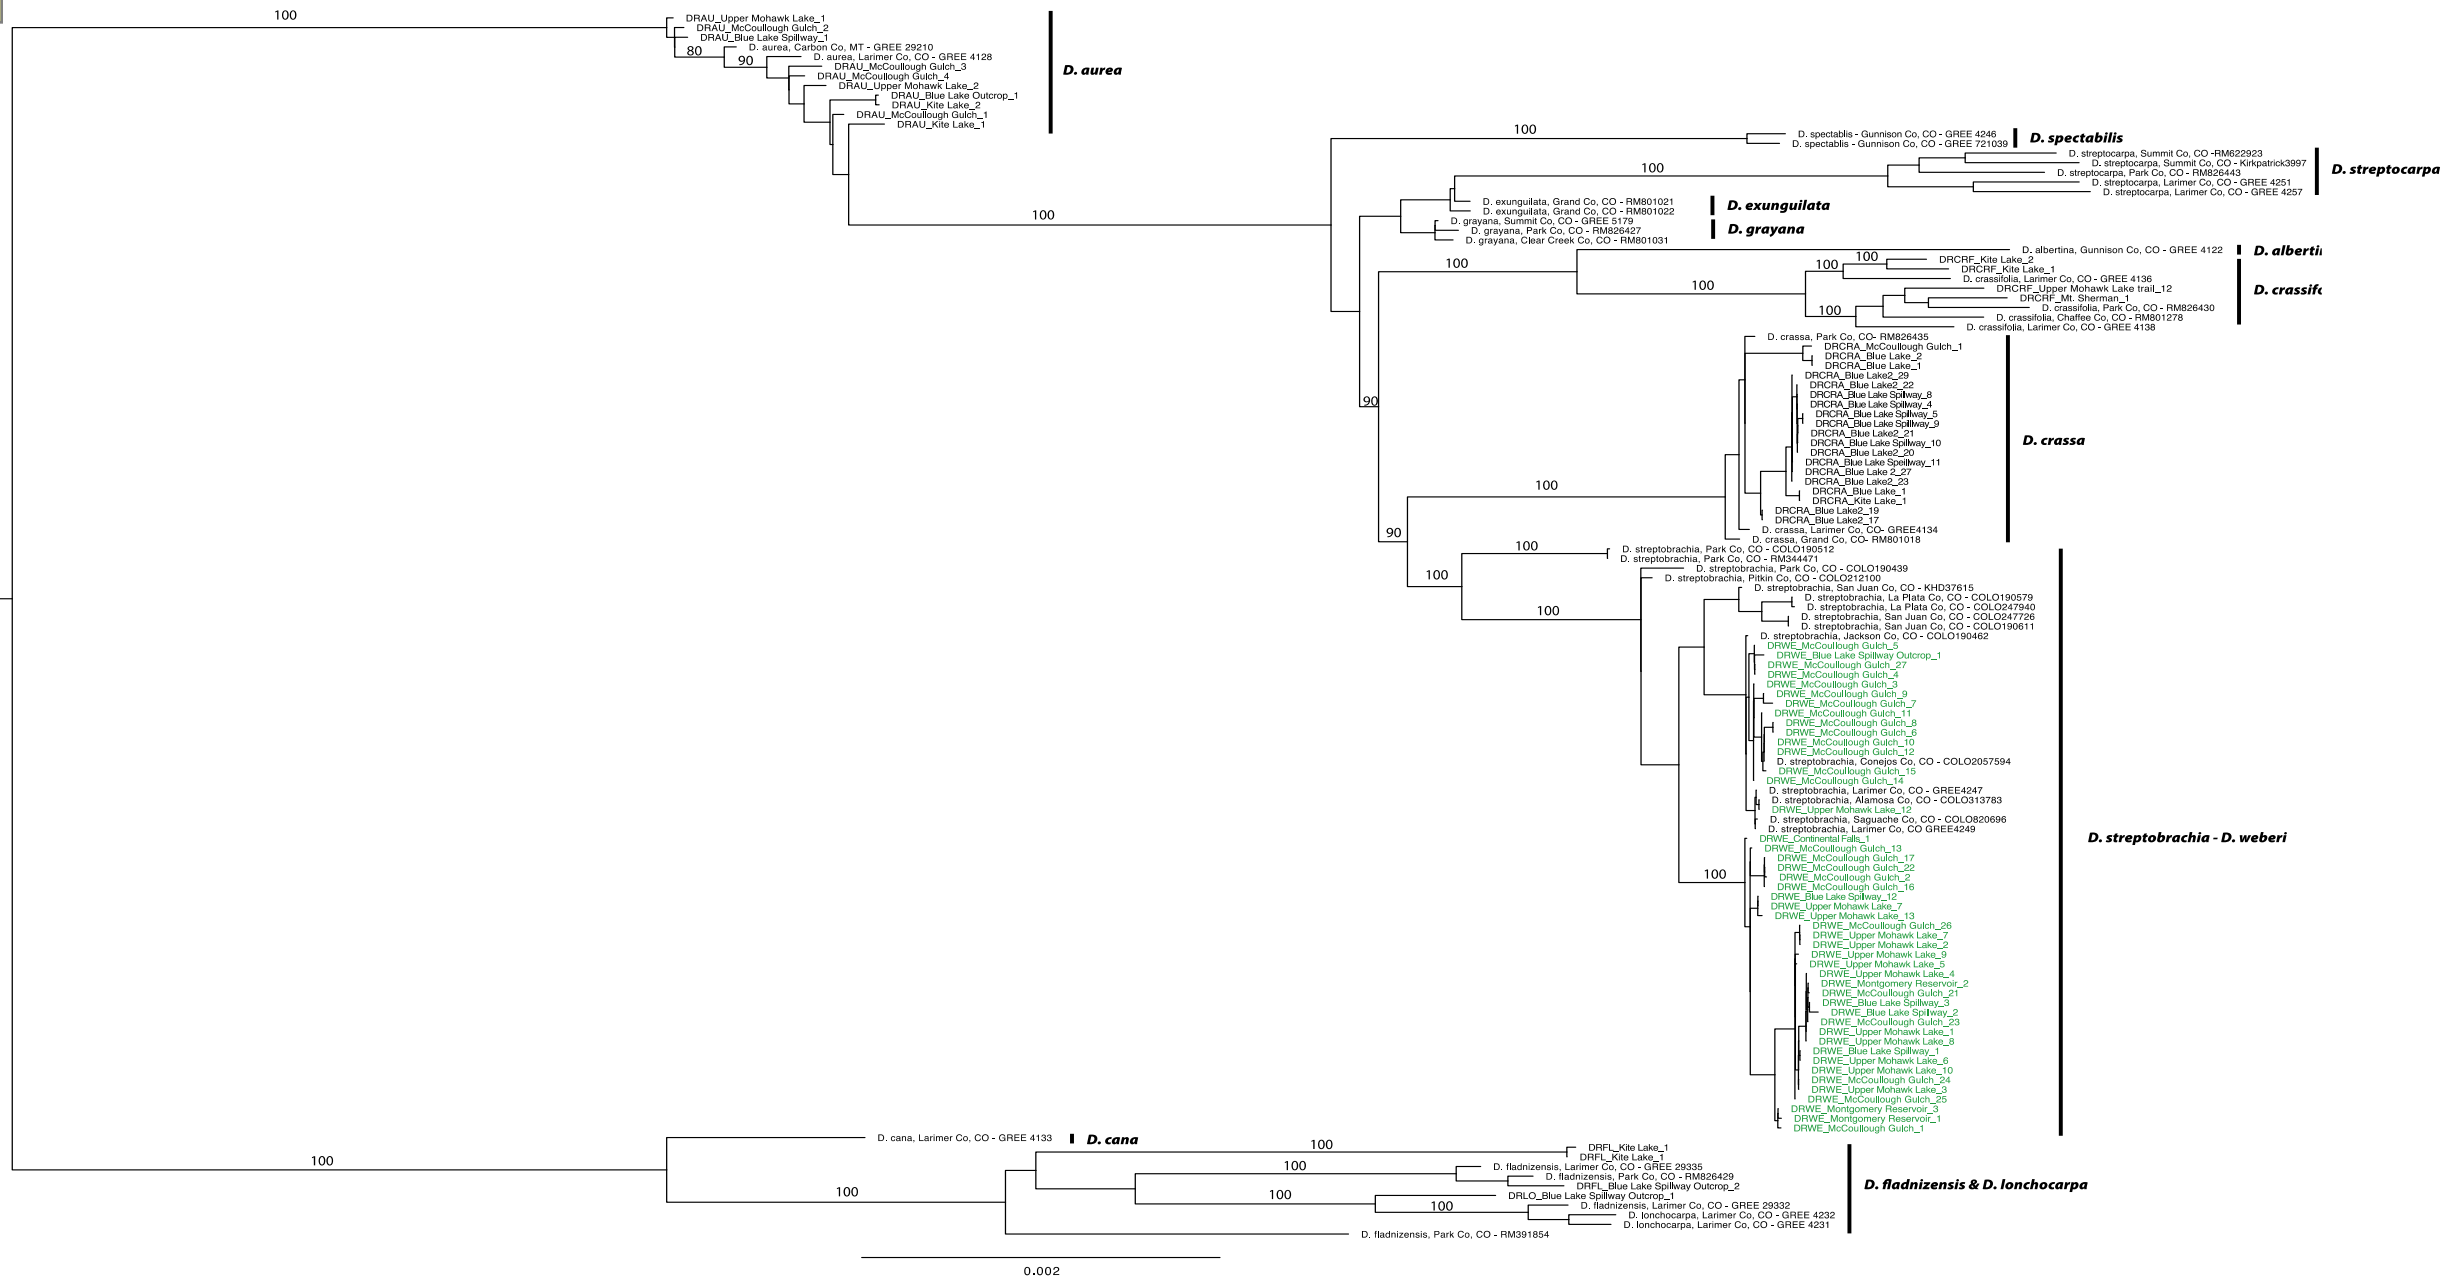 100
DRAU_Upper Mohawk Lake_1
DRAU_McCoullough Gulch_2
DRAU_Blue Lake Spillway_1
80
D. aurea, Carbon Co, MT - GREE 29210
90
D. aurea, Larimer Co, CO - GREE 4128
DRAU_McCoullough Gulch_3
D. aurea
DRAU_McCoullough Gulch_4
DRAU_Upper Mohawk Lake_2
DRAU_Blue Lake Outcrop_1
DRAU_Kite Lake_2
DRAU_McCoullough Gulch_1
DRAU_Kite Lake_1
100
100
D. spectablis - Gunnison Co, CO - GREE 4246
D. spectabilis
D. spectablis - Gunnison Co, CO - GREE 721039
D. streptocarpa, Summit Co, CO -RM622923
D. streptocarpa, Summit Co, CO - Kirkpatrick3997
100
D. streptocarpa, Park Co, CO - RM826443
D. streptocarpa
D. streptocarpa, Larimer Co, CO - GREE 4251
D. streptocarpa, Larimer Co, CO - GREE 4257
D. exunguilata, Grand Co, CO - RM801021
D. exunguilata
D. exunguilata, Grand Co, CO - RM801022
D. grayana, Summit Co, CO - GREE 5179
D. grayana, Park Co, CO - RM826427
D. grayana
D. grayana, Clear Creek Co, CO - RM801031
D. albertina, Gunnison Co, CO - GREE 4122
D. alberti
100
100
100
DRCRF_Kite Lake_2
DRCRF_Kite Lake_1
D. crassifolia, Larimer Co, CO - GREE 4136
100
DRCRF_Upper Mohawk Lake trail_12
D. crassifo
DRCRF_Mt. Sherman_1
D. crassifolia, Park Co, CO - RM826430
100
D. crassifolia, Chaffee Co, CO - RM801278
D. crassifolia, Larimer Co, CO - GREE 4138
D. crassa, Park Co, CO- RM826435
DRCRA_McCoullough Gulch_1
DRCRA_Blue Lake_2
DRCRA_Blue Lake_1
DRCRA_Blue Lake2_29
DRCRA_Blue Lake2_22
DRCRA_Blue Lake Spillway_8
90
DRCRA_Blue Lake Spillway_4
DRCRA_Blue Lake Spillway_5
DRCRA_Blue Lake Spillway_9
DRCRA_Blue Lake2_21
D. crassa
DRCRA_Blue Lake Spillway_10
DRCRA_Blue Lake2_20
DRCRA_Blue Lake Speillway_11
DRCRA_Blue Lake 2_27
DRCRA_Blue Lake2_23
100
DRCRA_Blue Lake_1
DRCRA_Kite Lake_1
DRCRA_Blue Lake2_19
DRCRA_Blue Lake2_17
90
D. crassa, Larimer Co, CO- GREE4134
D. crassa, Grand Co, CO- RM801018
100
D. streptobrachia, Park Co, CO - COLO190512
D. streptobrachia, Park Co, CO - RM344471
D. streptobrachia, Park Co, CO - COLO190439
100
D. streptobrachia, Pitkin Co, CO - COLO212100
D. streptobrachia, San Juan Co, CO - KHD37615
D. streptobrachia, La Plata Co, CO - COLO190579
100
D. streptobrachia, La Plata Co, CO - COLO247940
D. streptobrachia, San Juan Co, CO - COLO247726
D. streptobrachia, San Juan Co, CO - COLO190611
D. streptobrachia, Jackson Co, CO - COLO190462
DRWE_McCoullough Gulch_5
DRWE_Blue Lake Spillway Outcrop_1
DRWE_McCoullough Gulch_27
DRWE_McCoullough Gulch_4
DRWE_McCoullough Gulch_3
DRWE_McCoullough Gulch_9
DRWE_McCoullough Gulch_7
DRWE_McCoullough Gulch_11
DRWE_McCoullough Gulch_8
DRWE_McCoullough Gulch_6
DRWE_McCoullough Gulch_10
DRWE_McCoullough Gulch_12
D. streptobrachia, Conejos Co, CO - COLO2057594
DRWE_McCoullough Gulch_15
DRWE_McCoullough Gulch_14
D. streptobrachia, Larimer Co, CO - GREE4247
D. streptobrachia, Alamosa Co, CO - COLO313783
DRWE_Upper Mohawk Lake_12
D. streptobrachia, Saguache Co, CO - COLO820696
D. streptobrachia, Larimer Co, CO GREE4249
DRWE_Continental Falls_1
D. streptobrachia - D. weberi
DRWE_McCoullough Gulch_13
DRWE_McCoullough Gulch_17
DRWE_McCoullough Gulch_22
100
DRWE_McCoullough Gulch_2
DRWE_McCoullough Gulch_16
DRWE_Blue Lake Spillway_12
DRWE_Upper Mohawk Lake_7
DRWE_Upper Mohawk Lake_13
DRWE_McCoullough Gulch_26
DRWE_Upper Mohawk Lake_7
DRWE_Upper Mohawk Lake_2
DRWE_Upper Mohawk Lake_9
DRWE_Upper Mohawk Lake_5
DRWE_Upper Mohawk Lake_4
DRWE_Montgomery Reservoir_2
DRWE_McCoullough Gulch_21
DRWE_Blue Lake Spillway_3
DRWE_Blue Lake Spillway_2
DRWE_McCoullough Gulch_23
DRWE_Upper Mohawk Lake_1
DRWE_Upper Mohawk Lake_8
DRWE_Blue Lake Spillway_1
DRWE_Upper Mohawk Lake_6
DRWE_Upper Mohawk Lake_10
DRWE_McCoullough Gulch_24
DRWE_Upper Mohawk Lake_3
DRWE_McCoullough Gulch_25
DRWE_Montgomery Reservoir_3
DRWE_Montgomery Reservoir_1
DRWE_McCoullough Gulch_1
D. cana, Larimer Co, CO - GREE 4133
D. cana
100
DRFL_Kite Lake_1
DRFL_Kite Lake_1
100
100
D. fladnizensis, Larimer Co, CO - GREE 29335
D. fladnizensis, Park Co, CO - RM826429
DRFL_Blue Lake Spillway Outcrop_2
D. fladnizensis & D. lonchocarpa
100
100
DRLO_Blue Lake Spillway Outcrop_1
100
D. fladnizensis, Larimer Co, CO - GREE 29332
D. lonchocarpa, Larimer Co, CO - GREE 4232
D. lonchocarpa, Larimer Co, CO - GREE 4231
D. fladnizensis, Park Co, CO - RM391854
0.002